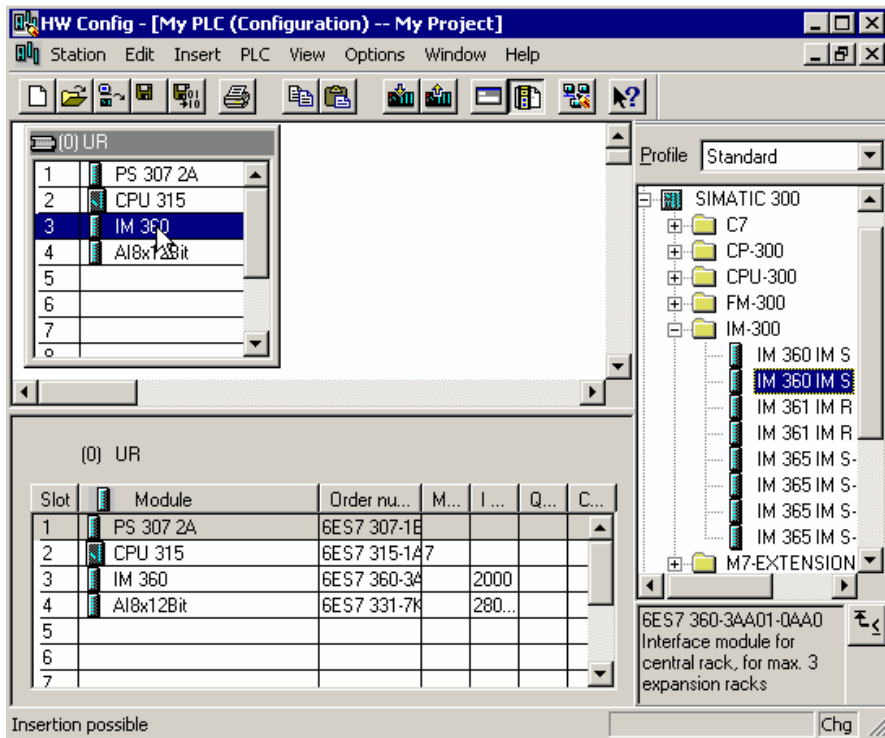 HW Config - [My PLC (Configuration) -- My Project]
Station Edit Insert PLC View Options Window Help
(0) UR
1 PS 307 2A
2 CPU 315
3 IM 360
4 AI8x12Bit
5
6
7
Profile Standard
SIMATIC 300
C7
CP-300
CPU-300
FM-300
IM-300
IM 360 IM S
IM 360 IM S
IM 361 IM R
IM 361 IM R
IM 365 IM S-
IM 365 IM S-
IM 365 IM S-
IM 365 IM S-
M7-EXTENSION
(0) UR
Slot Module Order nu... M... I ... Q... C...
1 PS 307 2A 6ES7 307-1E
2 CPU 315 6ES7 315-1A 7
3 IM 360 6ES7 360-3A 2000
4 AI8x12Bit 6ES7 331-7K 280...
5
6
7
6ES7 360-3AA01-0AA0
Interface module for
central rack, for max. 3
expansion racks
Insertion possible Chg